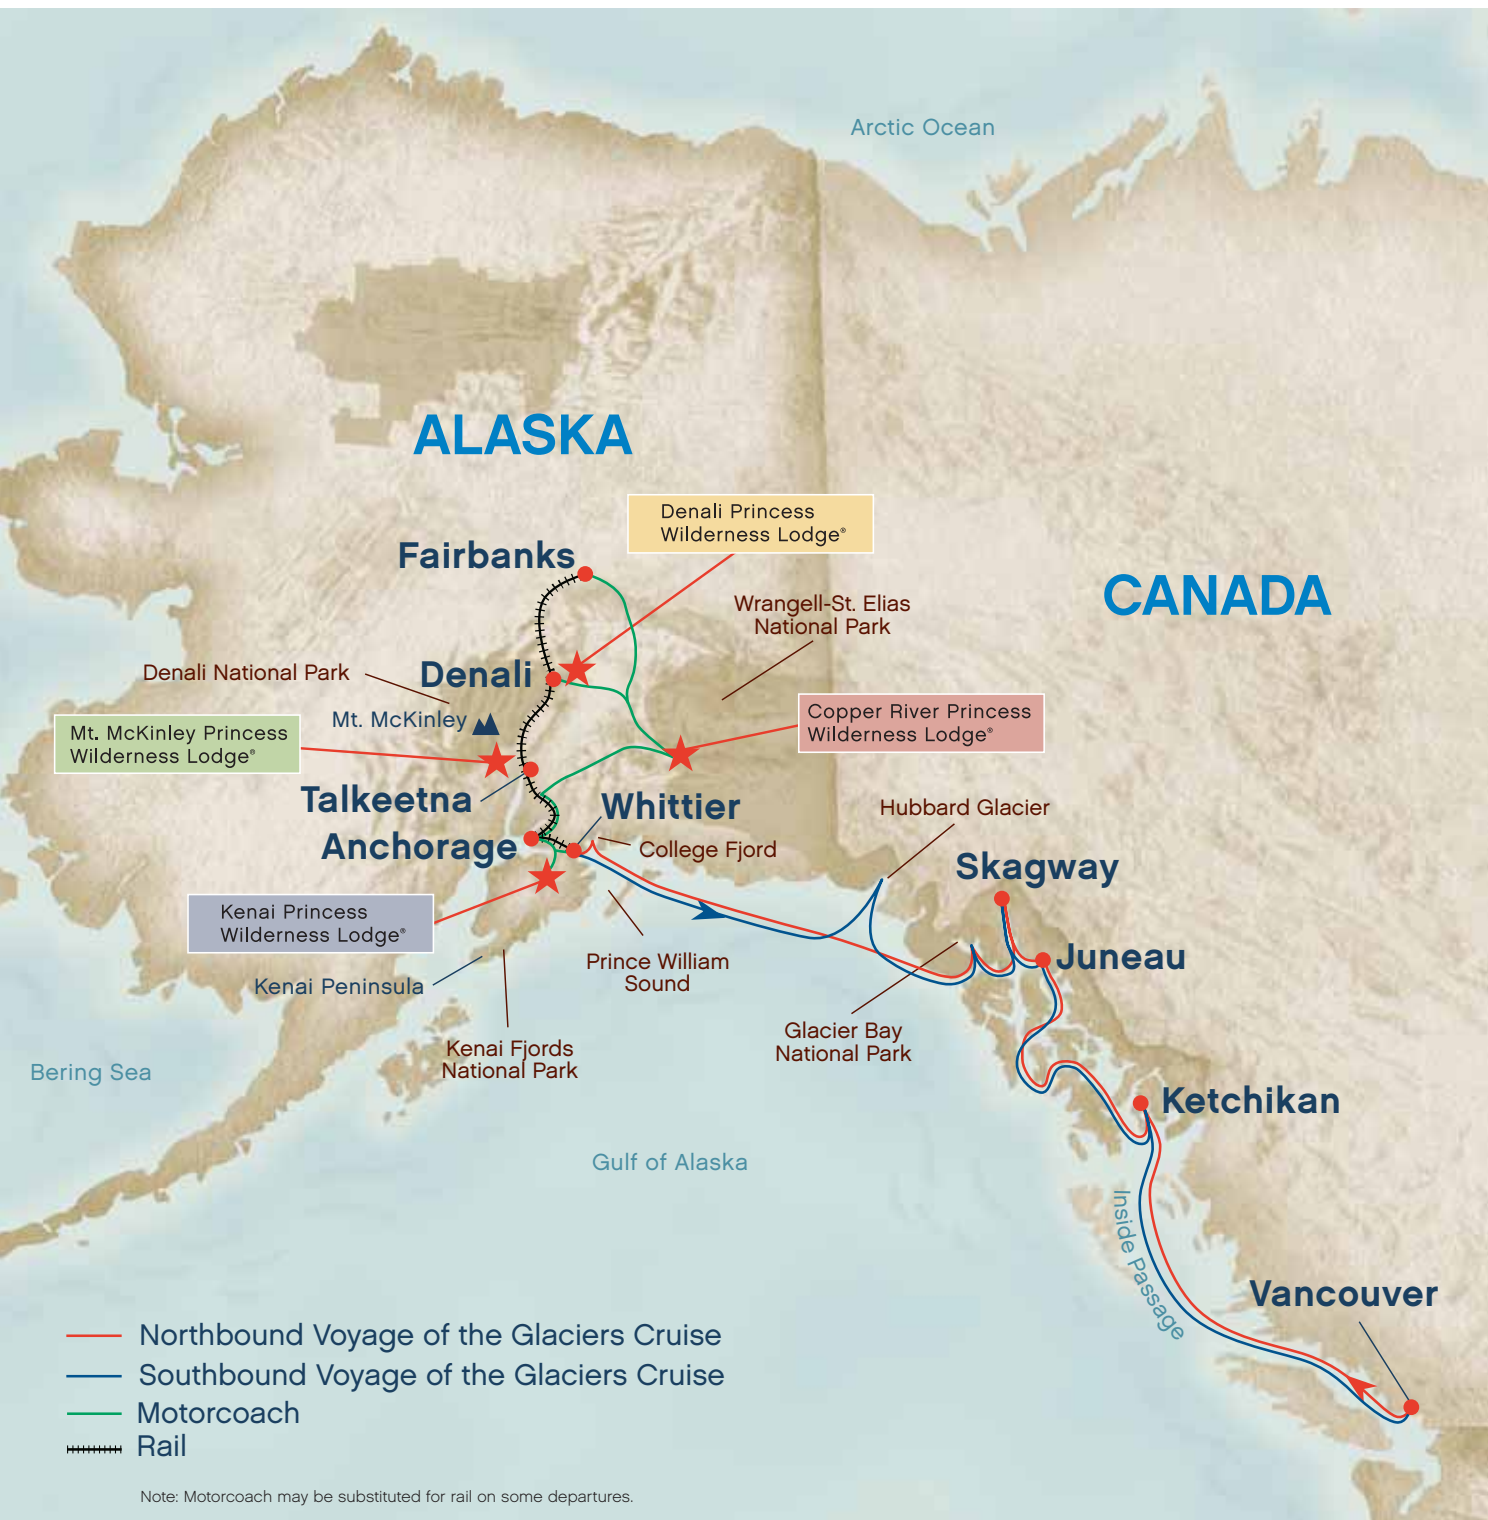 Arctic Ocean
ALASKA
Denali Princess
Wilderness Lodge®
Fairbanks
CANADA
Wrangell-St. Elias
National Park
Denali National Park
Denali
Mt. McKinley
Copper River Princess
Wilderness Lodge®
Mt. McKinley Princess
Wilderness Lodge®
Talkeetna
Whittier
Hubbard Glacier
Anchorage
College Fjord
Skagway
Kenai Princess
Wilderness Lodge®
Juneau
Prince William
Sound
Kenai Peninsula
Glacier Bay
National Park
Kenai Fjords
National Park
Bering Sea
Ketchikan
Gulf of Alaska
Inside Passage
Vancouver
Northbound Voyage of the Glaciers Cruise
Southbound Voyage of the Glaciers Cruise
Motorcoach
Rail
Note: Motorcoach may be substituted for rail on some departures.